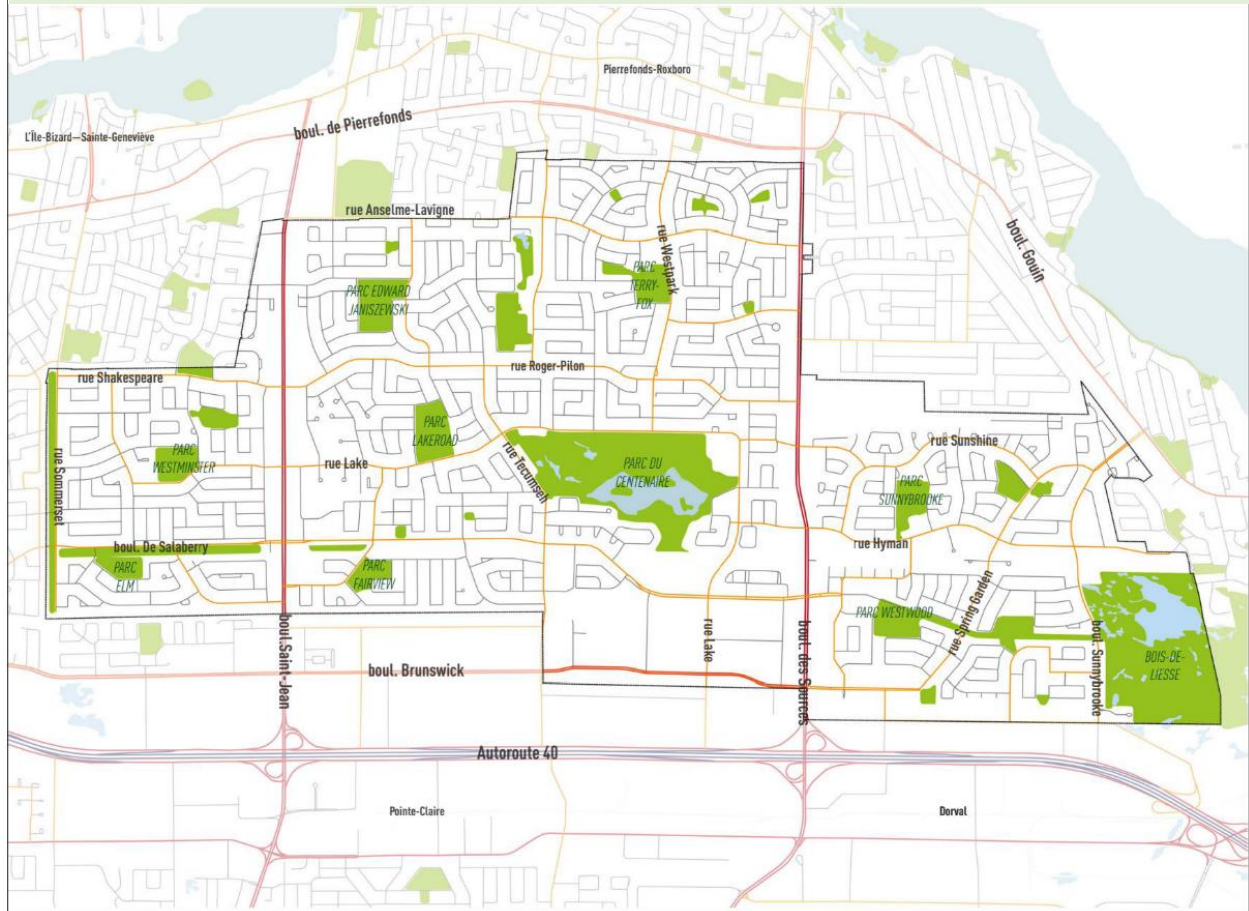 Pierrefonds-Roxboro
boul. de Pierrefonds
L'Île-Bizard—Sainte-Geneviève
rue Anselme-Lavigne
rue Westpark
boul. Gouin
PARC
TERRY-
FOX
PARC EDWARD
JANISZEWSKI
rue Roger-Pilon
rue Shakespeare
PARC
LAKEROAD
rue Sunshine
PARC
WESTMINSTER
rue Lake
rue Tecumseh
PARC DU
CENTENAIRE
rue Sommerset
PARC
SUNNYBROOKE
rue Hyman
boul. De Salaberry
PARC
ELM
PARC
FAIRVIEW
PARC WESTWOOD
rue Spring Garden
boul.Saint-Jean
rue Lake
boul. des Sources
boul. Sunnybrooke
BOIS-DE-
LIESSE
boul. Brunswick
Autoroute 40
Pointe-Claire
Dorval